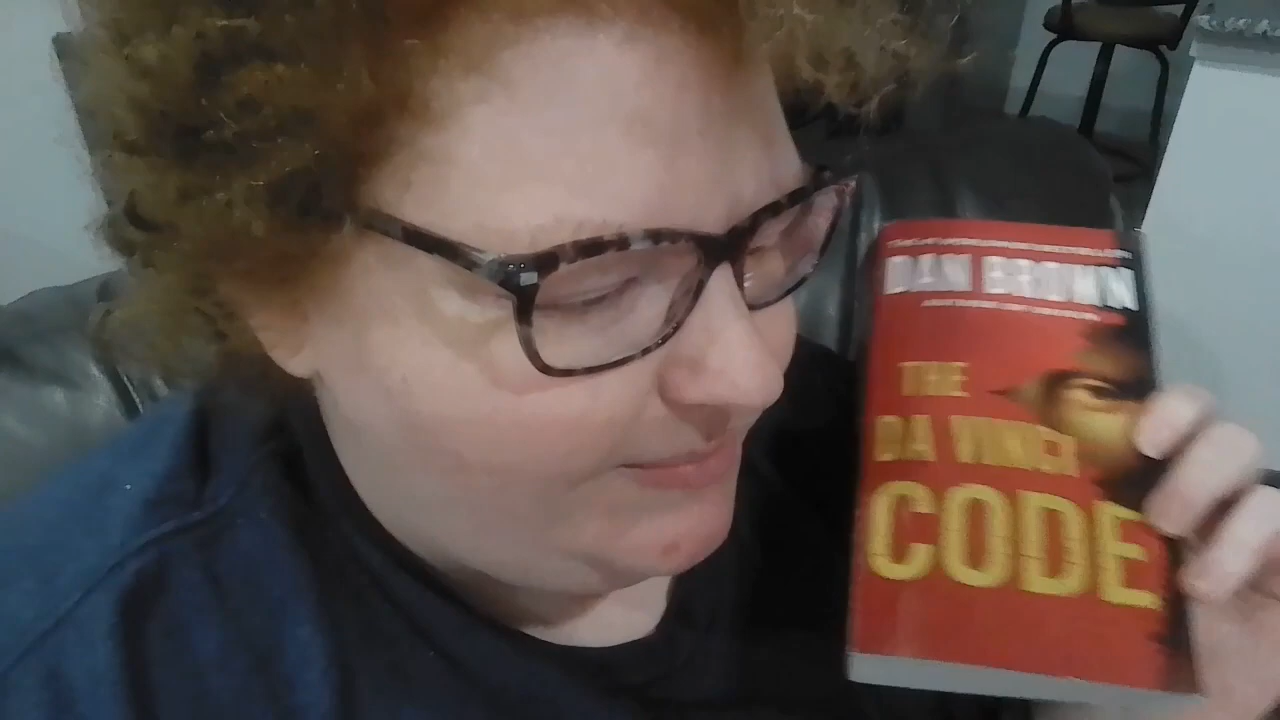 DAN BROWN
THE
DA VINCI
CODE